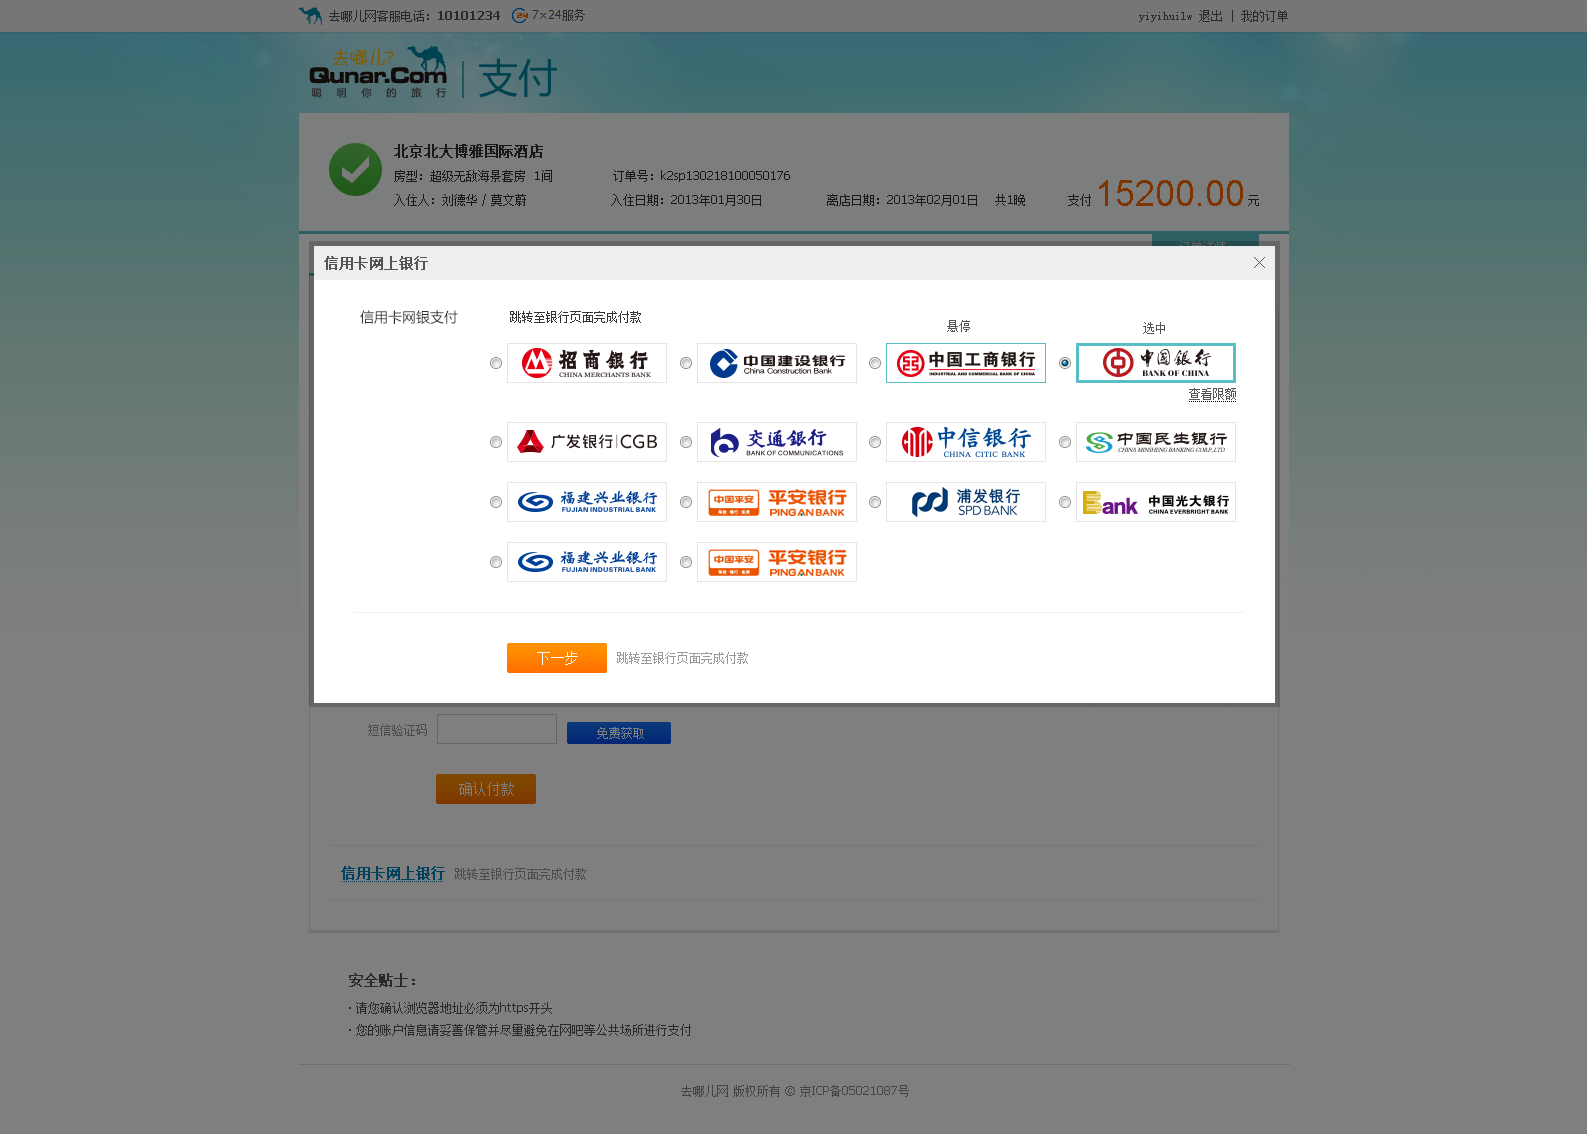 去哪儿网客服电话：10101234 24 7×24服务
yiyihuilw 退出 | 我的订单
去哪儿?
Qunar.Com
聪明你的旅行
支付
北京北大博雅国际酒店
房型：超级无敌海景套房 1间 订单号：k2sp130218100050176
入住人：刘德华 / 莫文蔚 入住日期：2013年01月30日 离店日期：2013年02月01日 共1晚 支付 15200.00 元
订单详情
信用卡网上银行
信用卡网银支付 跳转至银行页面完成付款
悬停 选中
招商银行
CHINA MERCHANTS BANK
中国建设银行
China Construction Bank
中国工商银行
INDUSTRIAL AND COMMERCIAL BANK OF CHINA
中国银行
BANK OF CHINA
查看限额
广发银行|CGB
交通银行
BANK OF COMMUNICATIONS
中信银行
CHINA CITIC BANK
中国民生银行
CHINA MINSHENG BANKING CORP.,LTD.
福建兴业银行
FUJIAN INDUSTRIAL BANK
中国平安
保险·银行·投资
平安银行
PING AN BANK
浦发银行
SPD BANK
Bank
中国光大银行
CHINA EVERBRIGHT BANK
福建兴业银行
FUJIAN INDUSTRIAL BANK
中国平安
保险·银行·投资
平安银行
PING AN BANK
下一步 跳转至银行页面完成付款
短信验证码 免费获取
确认付款
信用卡网上银行 跳转至银行页面完成付款
安全贴士：
· 请您确认浏览器地址必须为https开头
· 您的账户信息请妥善保管并尽量避免在网吧等公共场所进行支付
去哪儿网 版权所有 © 京ICP备05021087号